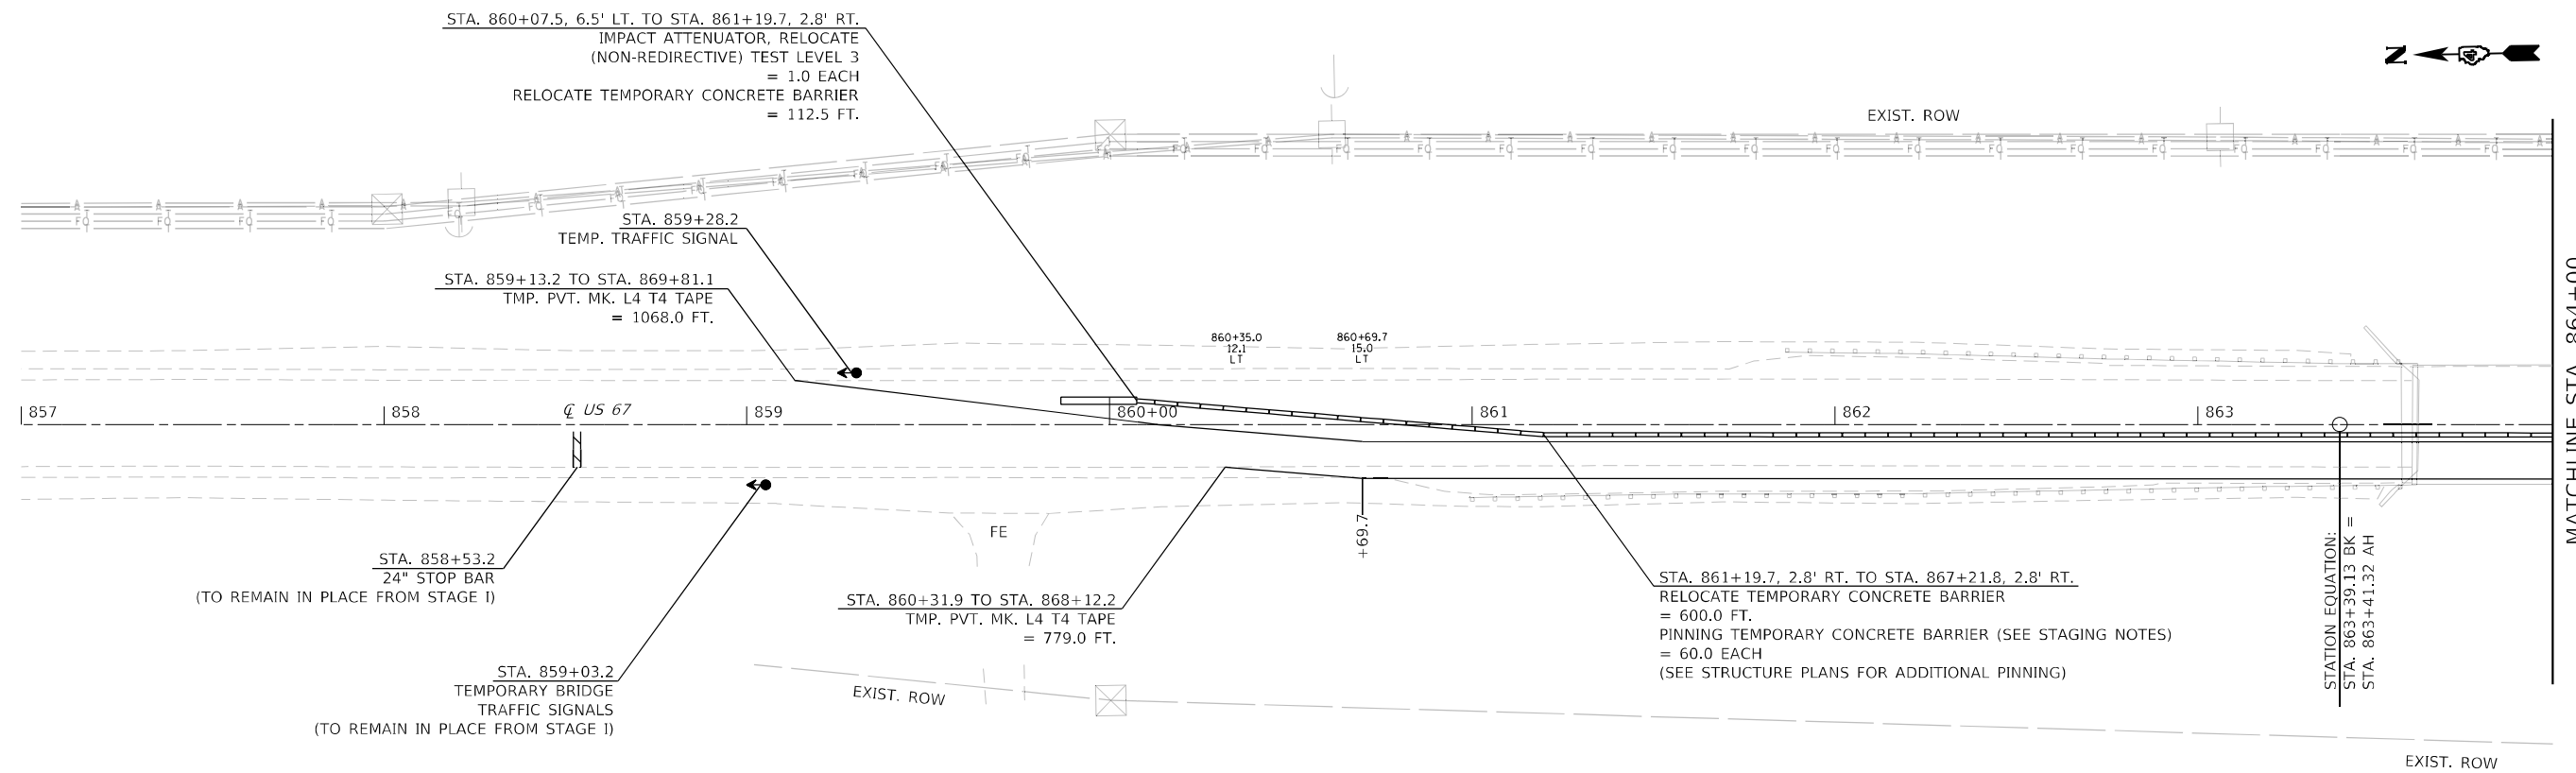 STA. 860+07.5, 6.5' LT. TO STA. 861+19.7, 2.8' RT.
IMPACT ATTENUATOR, RELOCATE
(NON-REDIRECTIVE) TEST LEVEL 3
= 1.0 EACH
RELOCATE TEMPORARY CONCRETE BARRIER
= 112.5 FT.
N
EXIST. ROW
STA. 859+28.2
TEMP. TRAFFIC SIGNAL
STA. 859+13.2 TO STA. 869+81.1
TMP. PVT. MK. L4 T4 TAPE
= 1068.0 FT.
860+35.0
12.1
LT
860+69.7
15.0
LT
MATCHLINE STA. 864+00
857
858
℄ US 67
859
860+00
861
862
863
FE
+69.7
STA. 858+53.2
24" STOP BAR
(TO REMAIN IN PLACE FROM STAGE I)
STA. 860+31.9 TO STA. 868+12.2
TMP. PVT. MK. L4 T4 TAPE
= 779.0 FT.
STA. 861+19.7, 2.8' RT. TO STA. 867+21.8, 2.8' RT.
RELOCATE TEMPORARY CONCRETE BARRIER
= 600.0 FT.
PINNING TEMPORARY CONCRETE BARRIER (SEE STAGING NOTES)
= 60.0 EACH
(SEE STRUCTURE PLANS FOR ADDITIONAL PINNING)
STATION EQUATION:
STA. 863+39.13 BK =
STA. 863+41.32 AH
STA. 859+03.2
TEMPORARY BRIDGE
TRAFFIC SIGNALS
(TO REMAIN IN PLACE FROM STAGE I)
EXIST. ROW
EXIST. ROW